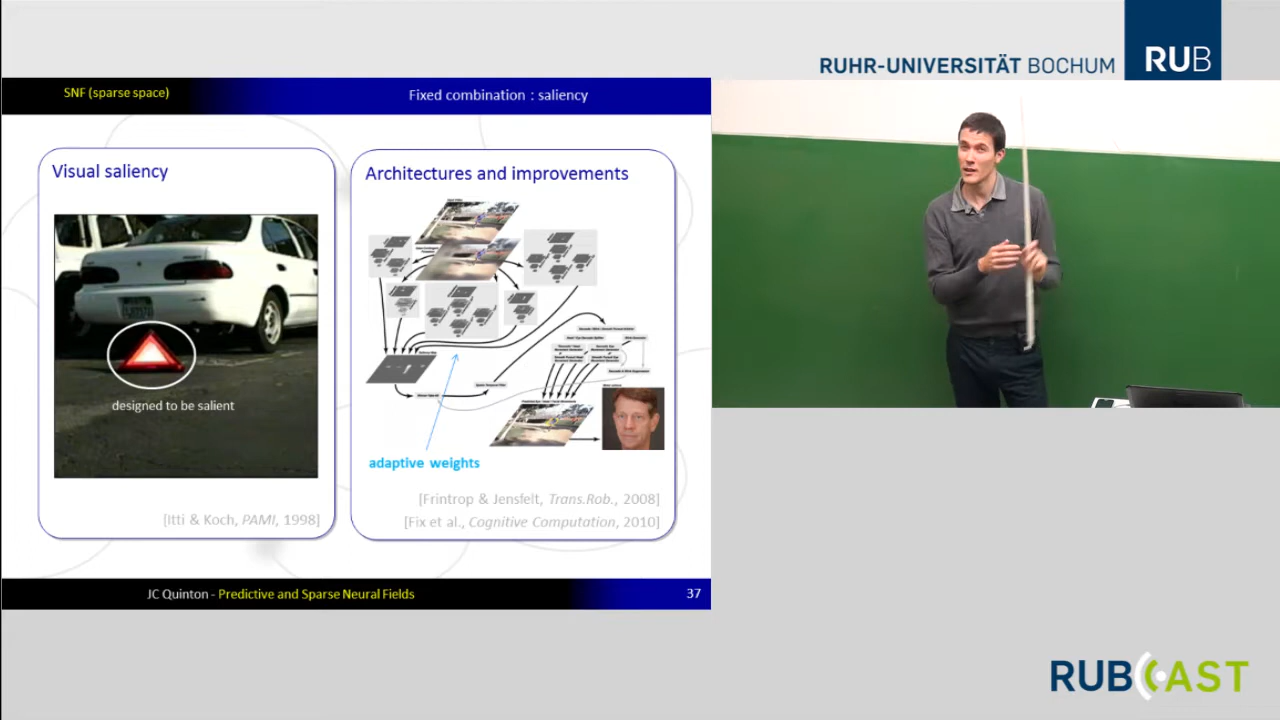 RUHR-UNIVERSITÄT BOCHUM
RUB
SNF (sparse space)
Fixed combination : saliency
Visual saliency
designed to be salient
[Itti & Koch, PAMI, 1998]
Architectures and improvements
adaptive weights
[Frintrop & Jensfelt, Trans.Rob., 2008]
[Fix et al., Cognitive Computation, 2010]
JC Quinton - Predictive and Sparse Neural Fields
37
RUBCAST